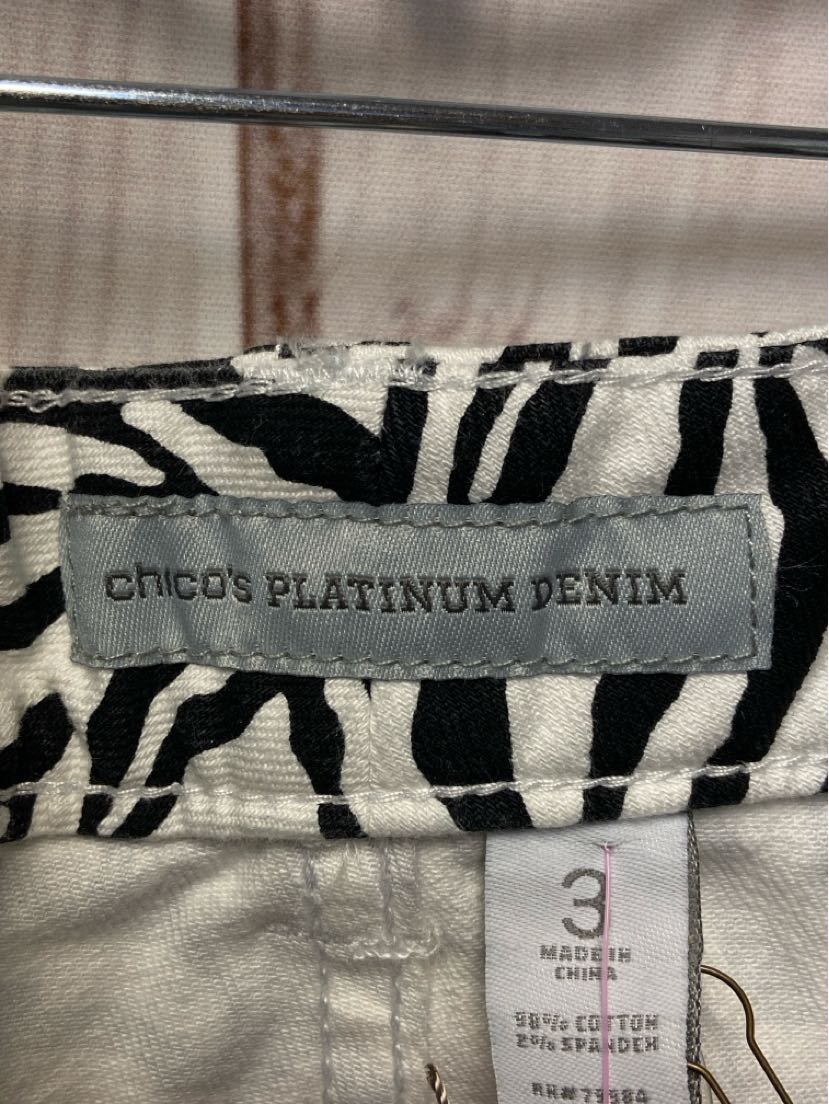 chico's PLATINUM DENIM
3
MADE IN
CHINA
98% COTTON
2% SPANDEX